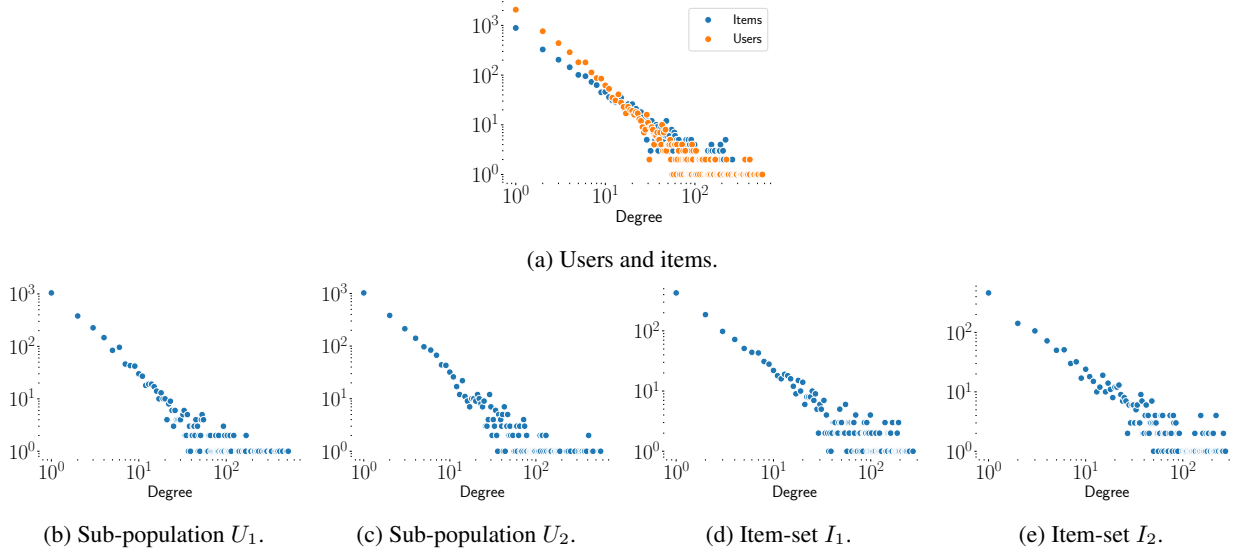 10³
10²
10¹
10⁰
Items
Users
10⁰ 10¹ 10²
Degree
(a) Users and items.
10³
10²
10¹
10⁰
10⁰ 10¹ 10²
Degree
10³
10²
10¹
10⁰
10⁰ 10¹ 10²
Degree
10²
10¹
10⁰
10⁰ 10¹ 10²
Degree
10²
10¹
10⁰
10⁰ 10¹ 10²
Degree
(b) Sub-population U₁. (c) Sub-population U₂. (d) Item-set I₁. (e) Item-set I₂.